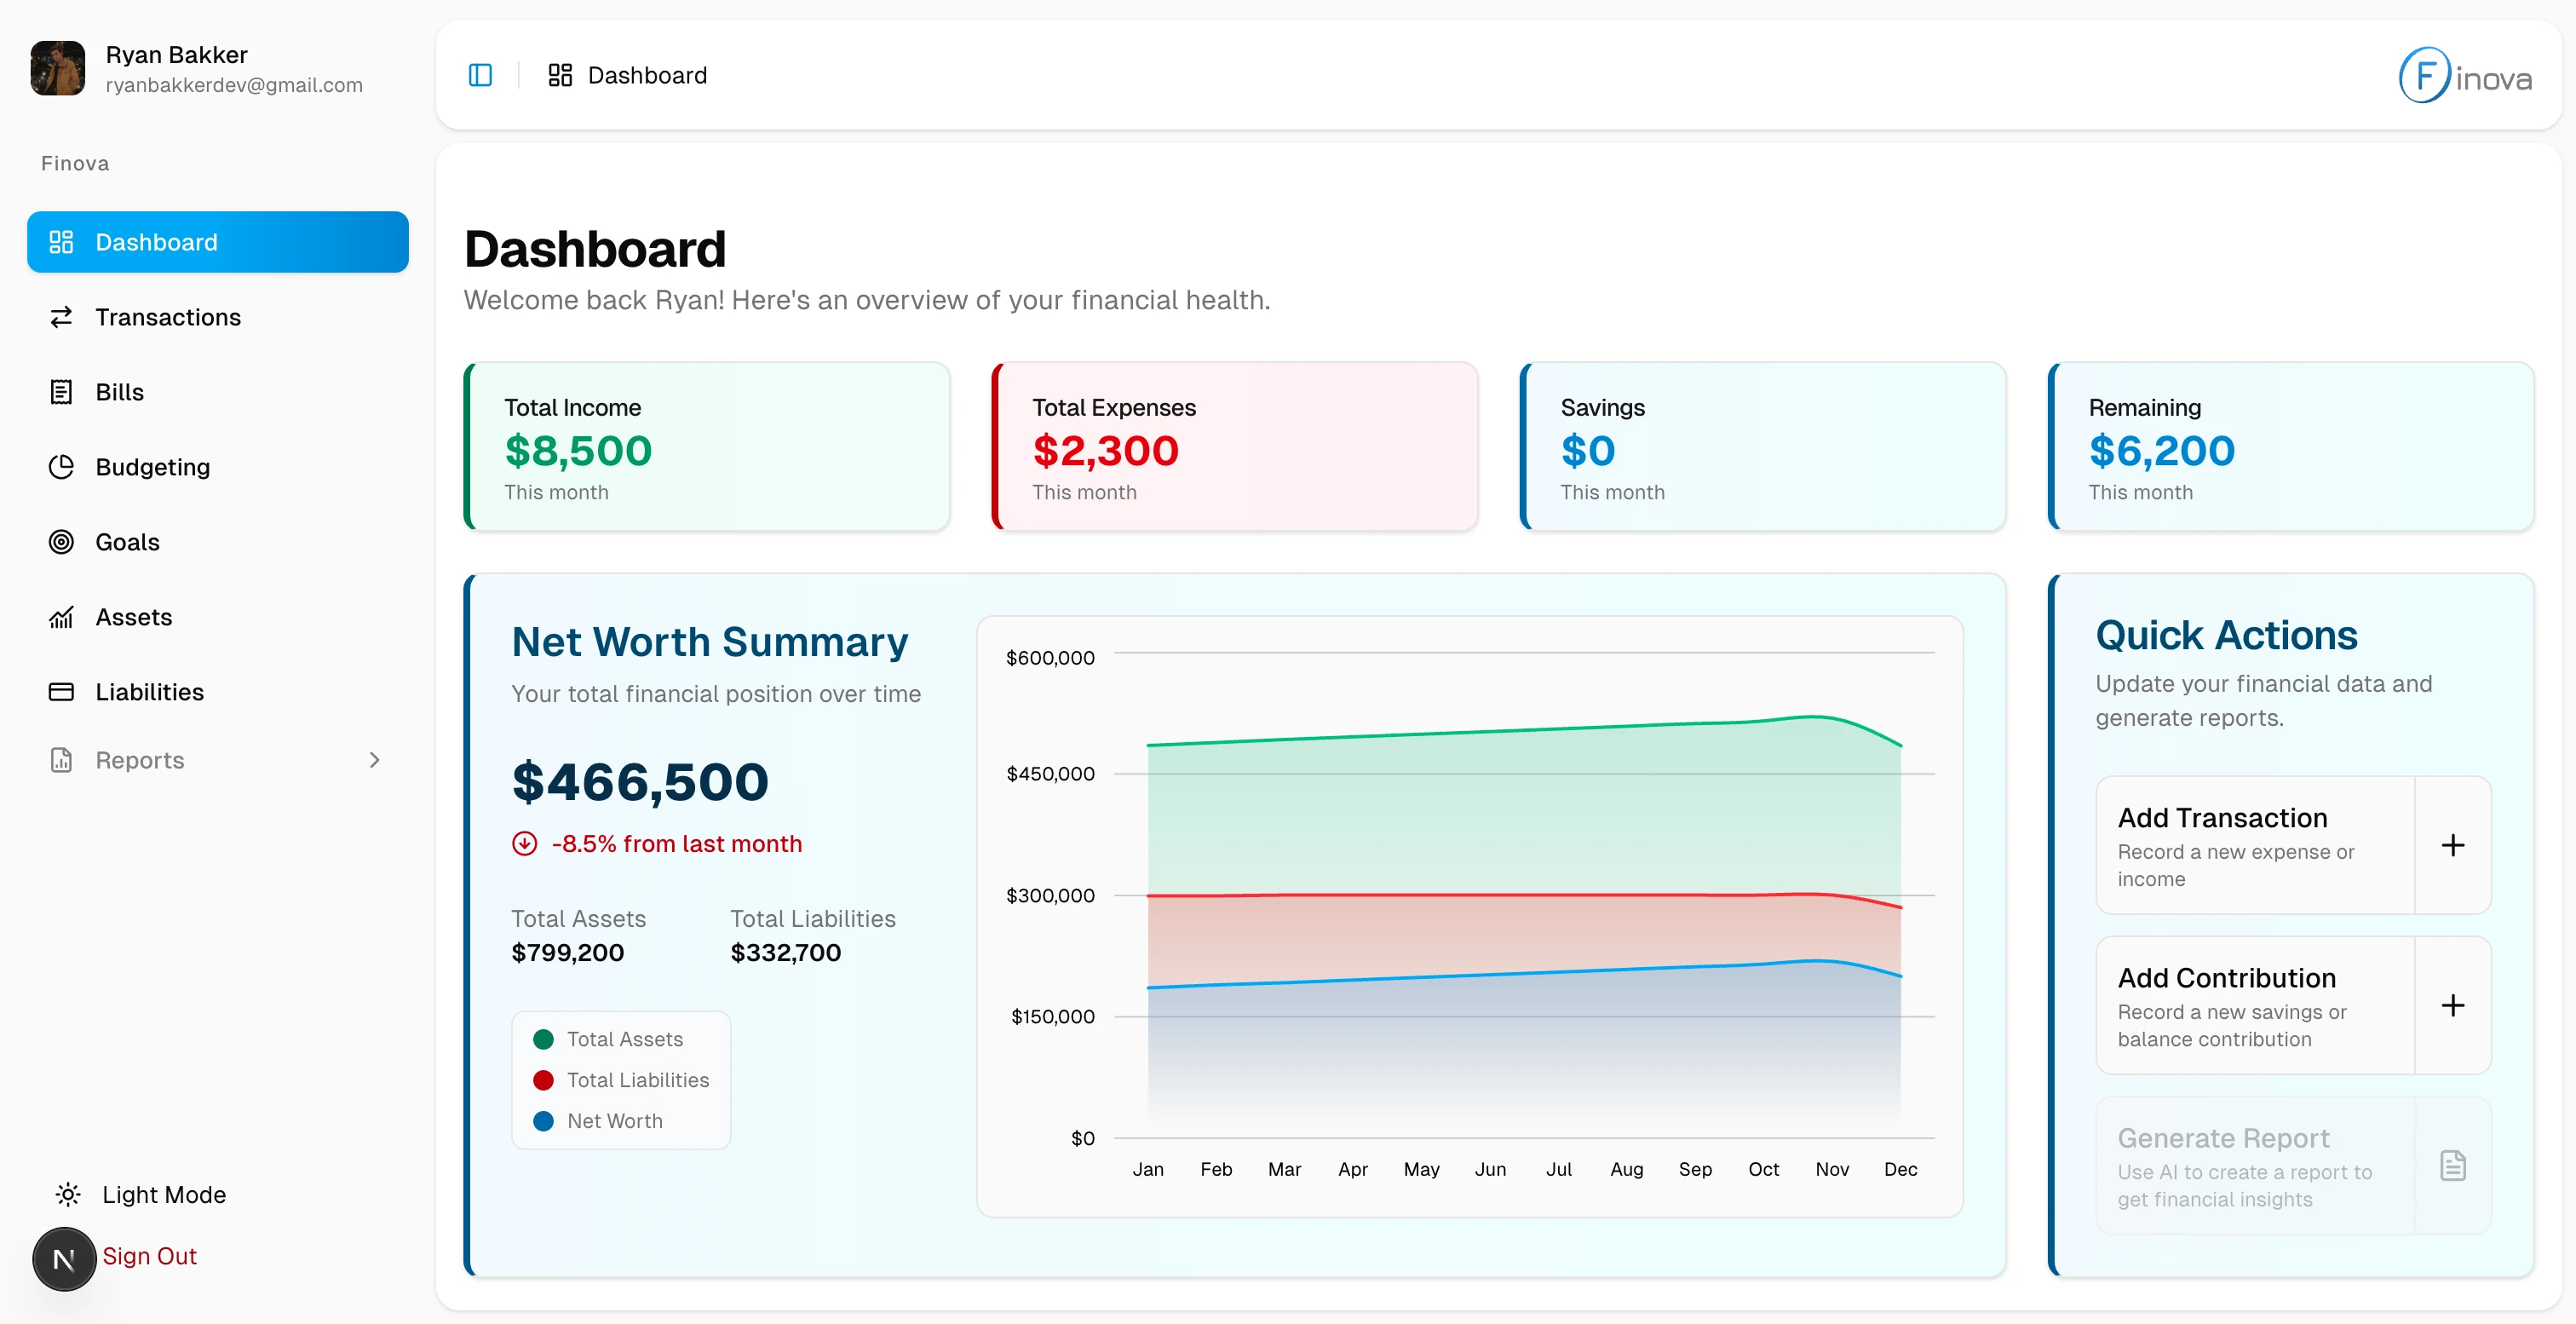 Ryan Bakker
ryanbakkerdev@gmail.com
Finova
Dashboard
Transactions
Bills
Budgeting
Goals
Assets
Liabilities
Reports
Light Mode
N
Sign Out
Dashboard
Finova
Dashboard
Welcome back Ryan! Here's an overview of your financial health.
Total Income
$8,500
This month
Total Expenses
$2,300
This month
Savings
$0
This month
Remaining
$6,200
This month
Net Worth Summary
Your total financial position over time
$466,500
-8.5% from last month
Total Assets
$799,200
Total Liabilities
$332,700
Total Assets
Total Liabilities
Net Worth
$600,000
$450,000
$300,000
$150,000
$0
Jan Feb Mar Apr May Jun Jul Aug Sep Oct Nov Dec
Quick Actions
Update your financial data and
generate reports.
Add Transaction
Record a new expense or
income
Add Contribution
Record a new savings or
balance contribution
Generate Report
Use AI to create a report to
get financial insights